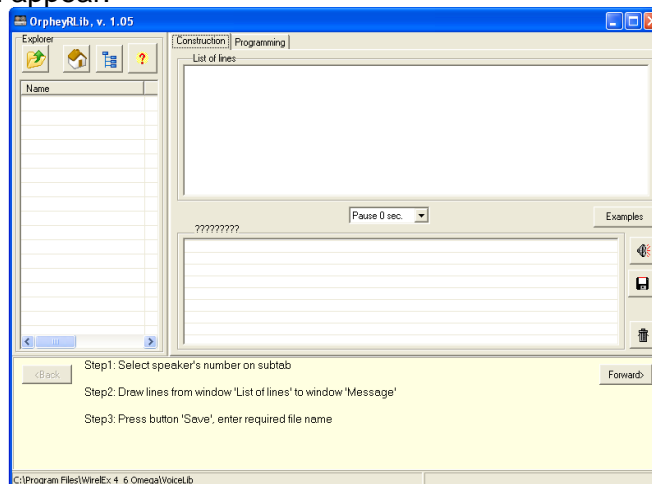 OrpheyRLib, v. 1.05
Explorer
Construction Programming
List of lines
?
Name
Pause 0 sec.
Examples
?????????
<Back
Step1: Select speaker's number on subtab
Forward>
Step2: Draw lines from window 'List of lines' to window 'Message'
Step3: Press button 'Save', enter required file name
C:\Program Files\WirelEx 4_6 Omega\VoiceLib